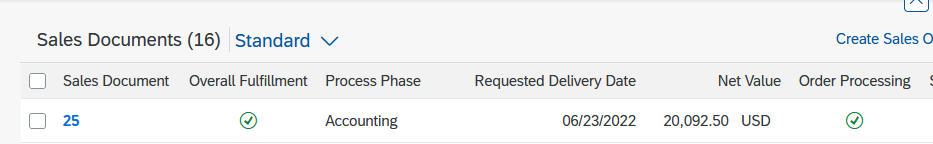 Sales Documents (16) Standard Create Sales O
Sales Document Overall Fulfillment Process Phase Requested Delivery Date Net Value Order Processing
25 Accounting 06/23/2022 20,092.50 USD